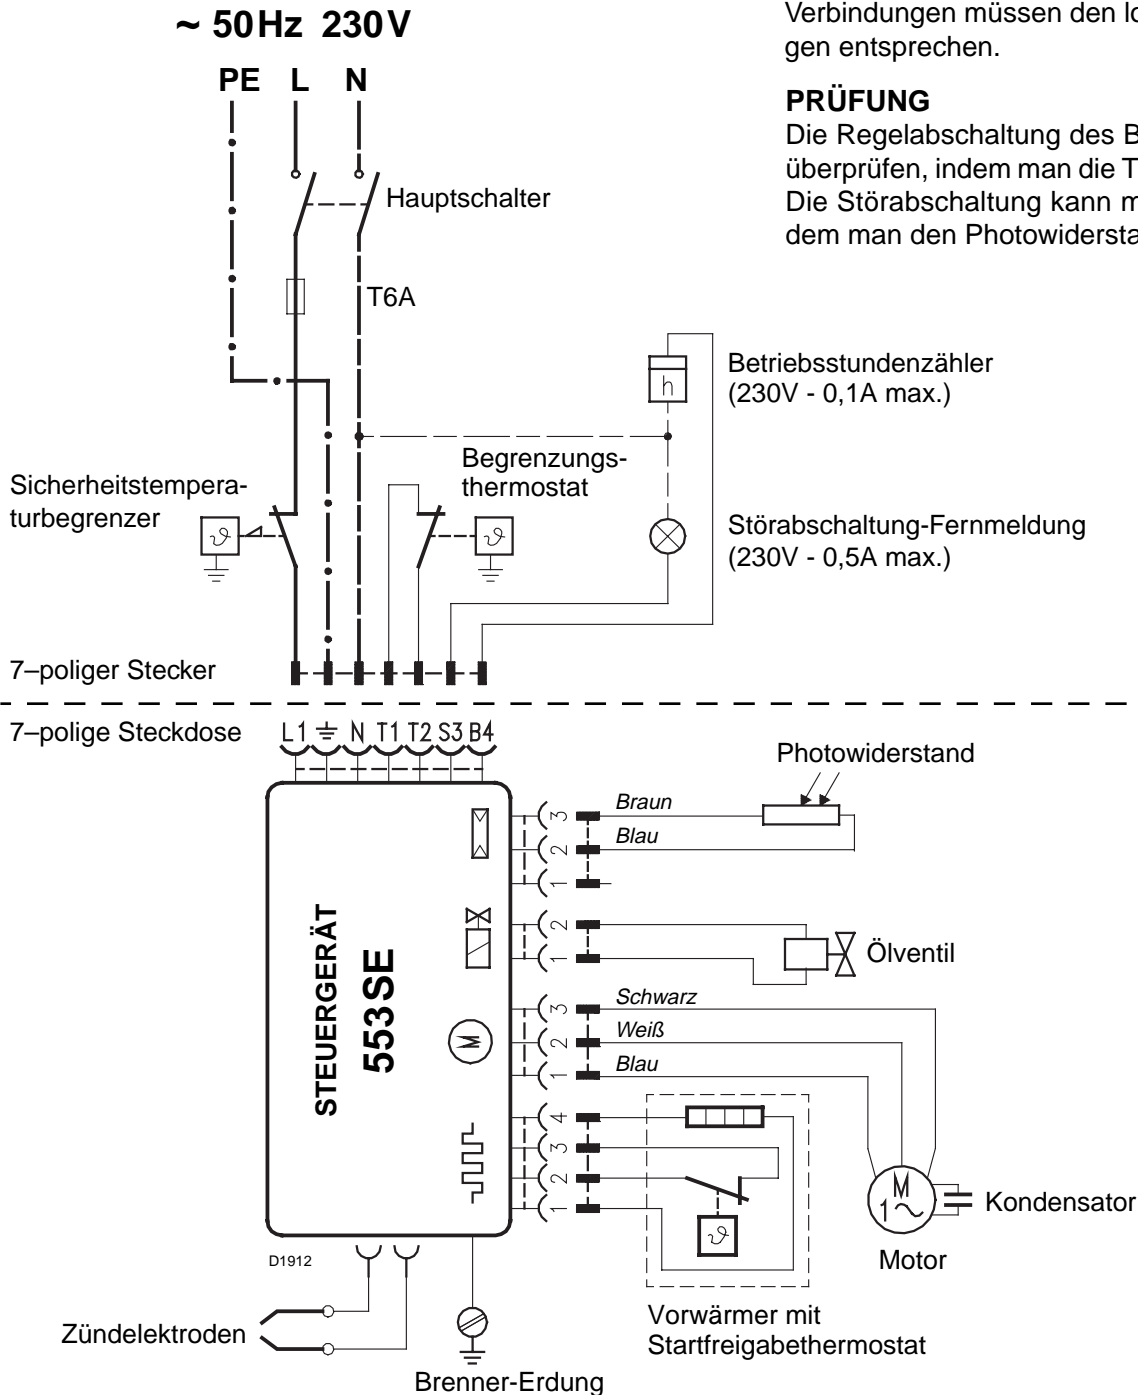 ~ 50Hz 230V
PE L N
Verbindungen müssen den
gen entsprechen.
PRÜFUNG
Die Regelabschaltung des
überprüfen, indem man die
Die Störabschaltung kann
dem man den
Hauptschalter
T6A
h
Betriebsstundenzähler
(230V - 0,1A max.)
Begrenzungs-
thermostat
Sicherheitstempera-
turbegrenzer
ϑ
ϑ
Störabschaltung-Fernmeldung
(230V - 0,5A max.)
7–poliger Stecker
7–polige Steckdose
L1 N T1 T2 S3 B4
Photowiderstand
3 Braun
2 Blau
1
2
1
Ölventil
STEUERGERÄT
553SE
M
3 Schwarz
2 Weiß
1 Blau
4
3
2
1
ϑ
M
1~
Kondensator
Motor
D1912
Vorwärmer mit
Startfreigabethermostat
Zündelektroden
Brenner-Erdung